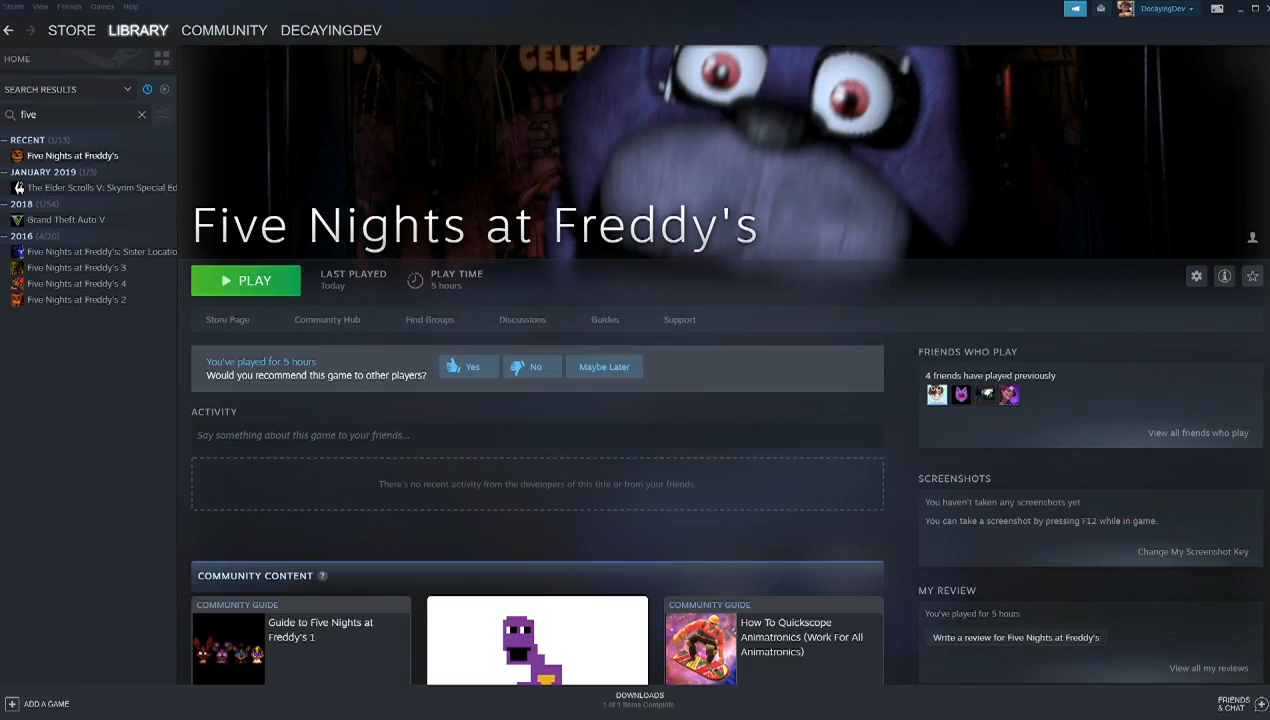 Steam View Friends Games Help
DecayingDev
STORE LIBRARY COMMUNITY DECAYINGDEV
HOME
SEARCH RESULTS
five
— RECENT (1/13)
Five Nights at Freddy's
— JANUARY 2019 (1/3)
The Elder Scrolls V: Skyrim Special Ed
— 2018 (1/54)
Grand Theft Auto V
— 2016 (4/20)
Five Nights at Freddy's: Sister Locatio
Five Nights at Freddy's 3
Five Nights at Freddy's 4
Five Nights at Freddy's 2
CELEB
Five Nights at Freddy's
PLAY
LAST PLAYED
Today
PLAY TIME
5 hours
Store Page Community Hub Find Groups Discussions Guides Support
You've played for 5 hours
Would you recommend this game to other players?
Yes No Maybe Later
ACTIVITY
Say something about this game to your friends...
There's no recent activity from the developers of this title or from your friends.
COMMUNITY CONTENT ?
COMMUNITY GUIDE
Guide to Five Nights at
Freddy's 1
COMMUNITY GUIDE
How To Quickscope
Animatronics (Work For All
Animatronics)
FRIENDS WHO PLAY
4 friends have played previously
View all friends who play
SCREENSHOTS
You haven't taken any screenshots yet
You can take a screenshot by pressing F12 while in game.
Change My Screenshot Key
MY REVIEW
You've played for 5 hours
Write a review for Five Nights at Freddy's
View all my reviews
ADD A GAME
DOWNLOADS
1 of 1 Items Complete
FRIENDS
& CHAT